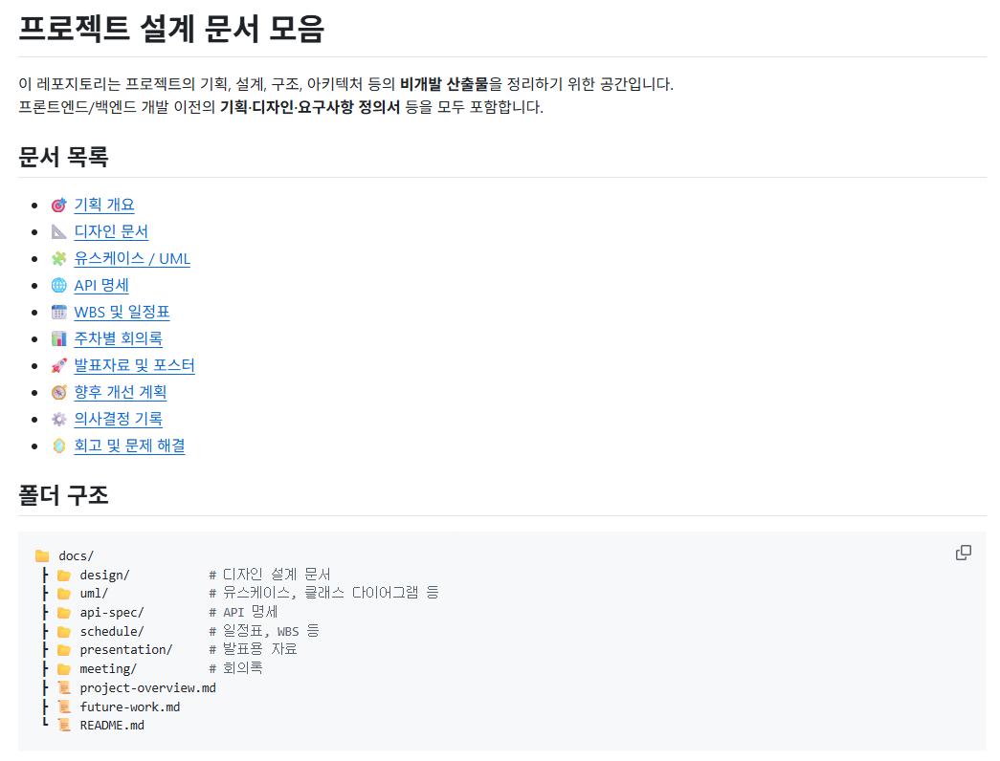 프로젝트 설계 문서 모음
이 레포지토리는 프로젝트의 기획, 설계, 구조, 아키텍처 등의 비개발 산출물을 정리하기 위한 공간입니다.
프론트엔드/백엔드 개발 이전의 기획·디자인·요구사항 정의서 등을 모두 포함합니다.
문서 목록
🎯 기획 개요
📐 디자인 문서
🧩 유스케이스 / UML
🌐 API 명세
📅 WBS 및 일정표
📊 주차별 회의록
🚀 발표자료 및 포스터
🧭 향후 개선 계획
⚙️ 의사결정 기록
🪞 회고 및 문제 해결
폴더 구조
📁 docs/
┣ 📁 design/ # 디자인 설계 문서
┣ 📁 uml/ # 유스케이스, 클래스 다이어그램 등
┣ 📁 api-spec/ # API 명세
┣ 📁 schedule/ # 일정표, WBS 등
┣ 📁 presentation/ # 발표용 자료
┣ 📁 meeting/ # 회의록
┣ 📜 project-overview.md
┣ 📜 future-work.md
┗ 📜 README.md